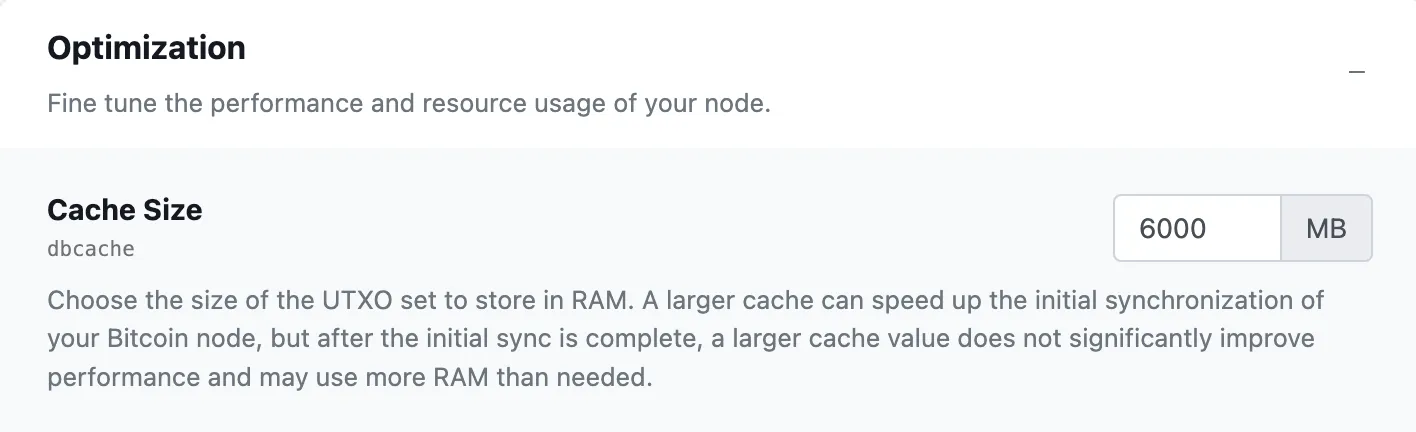 Optimization
Fine tune the performance and resource usage of your node.
Cache Size
6000 MB
dbcache
Choose the size of the UTXO set to store in RAM. A larger cache can speed up the initial synchronization of
your Bitcoin node, but after the initial sync is complete, a larger cache value does not significantly improve
performance and may use more RAM than needed.